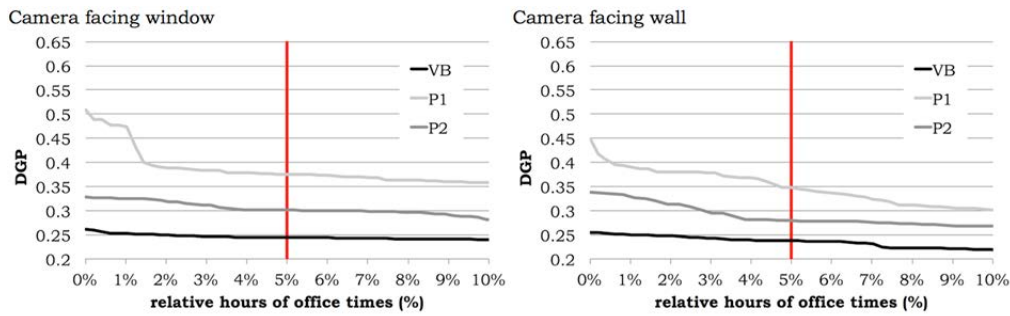 Camera facing window
0.65
0.6
0.55
0.5
0.45
0.4
0.35
0.3
0.25
0.2
DGP
VB
P1
P2
0% 1% 2% 3% 4% 5% 6% 7% 8% 9% 10%
relative hours of office times (%)
Camera facing wall
0.65
0.6
0.55
0.5
0.45
0.4
0.35
0.3
0.25
0.2
DGP
VB
P1
P2
0% 1% 2% 3% 4% 5% 6% 7% 8% 9% 10%
relative hours of office times (%)